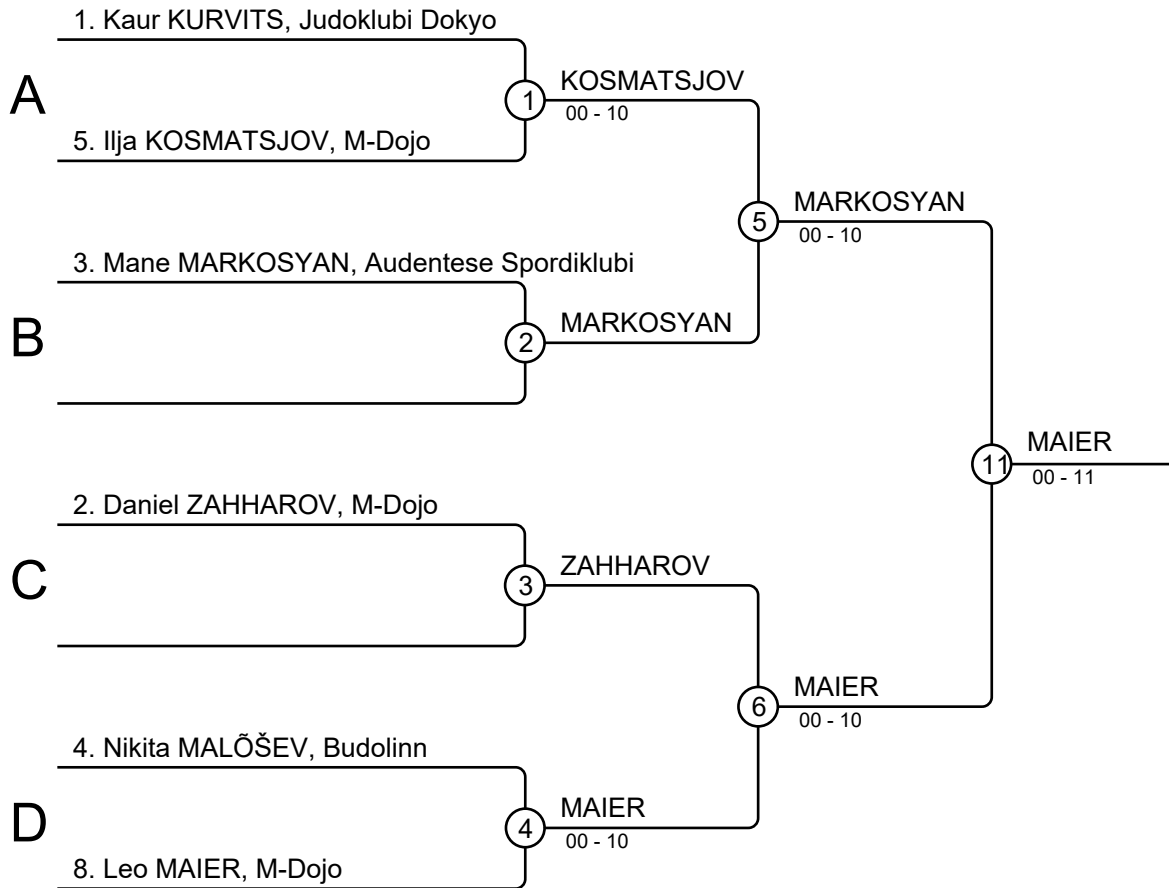 1. Kaur KURVITS, Judoklubi Dokyo
A
1
KOSMATSJOV
00 - 10
5. Ilja KOSMATSJOV, M-Dojo
5
MARKOSYAN
00 - 10
3. Mane MARKOSYAN, Audentese Spordiklubi
B
2
MARKOSYAN
11
MAIER
00 - 11
2. Daniel ZAHHAROV, M-Dojo
C
3
ZAHHAROV
6
MAIER
00 - 10
4. Nikita MALÕŠEV, Budolinn
D
4
MAIER
00 - 10
8. Leo MAIER, M-Dojo